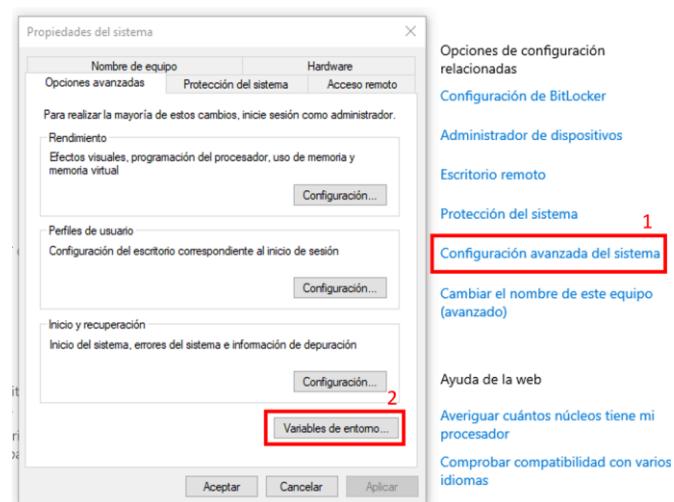 Propiedades del sistema
Nombre de equipo
Hardware
Opciones avanzadas
Protección del sistema
Acceso remoto
Para realizar la mayoría de estos cambios, inicie sesión como administrador.
Rendimiento
Efectos visuales, programación del procesador, uso de memoria y
memoria virtual
Configuración...
Perfiles de usuario
Configuración del escritorio correspondiente al inicio de sesión
Configuración...
Inicio y recuperación
Inicio del sistema, errores del sistema e información de depuración
Configuración...
2
Variables de entorno...
Aceptar
Cancelar
Aplicar
Opciones de configuración
relacionadas
Configuración de BitLocker
Administrador de dispositivos
Escritorio remoto
Protección del sistema
1
Configuración avanzada del sistema
Cambiar el nombre de este equipo
(avanzado)
Ayuda de la web
Averiguar cuántos núcleos tiene mi
procesador
Comprobar compatibilidad con varios
idiomas